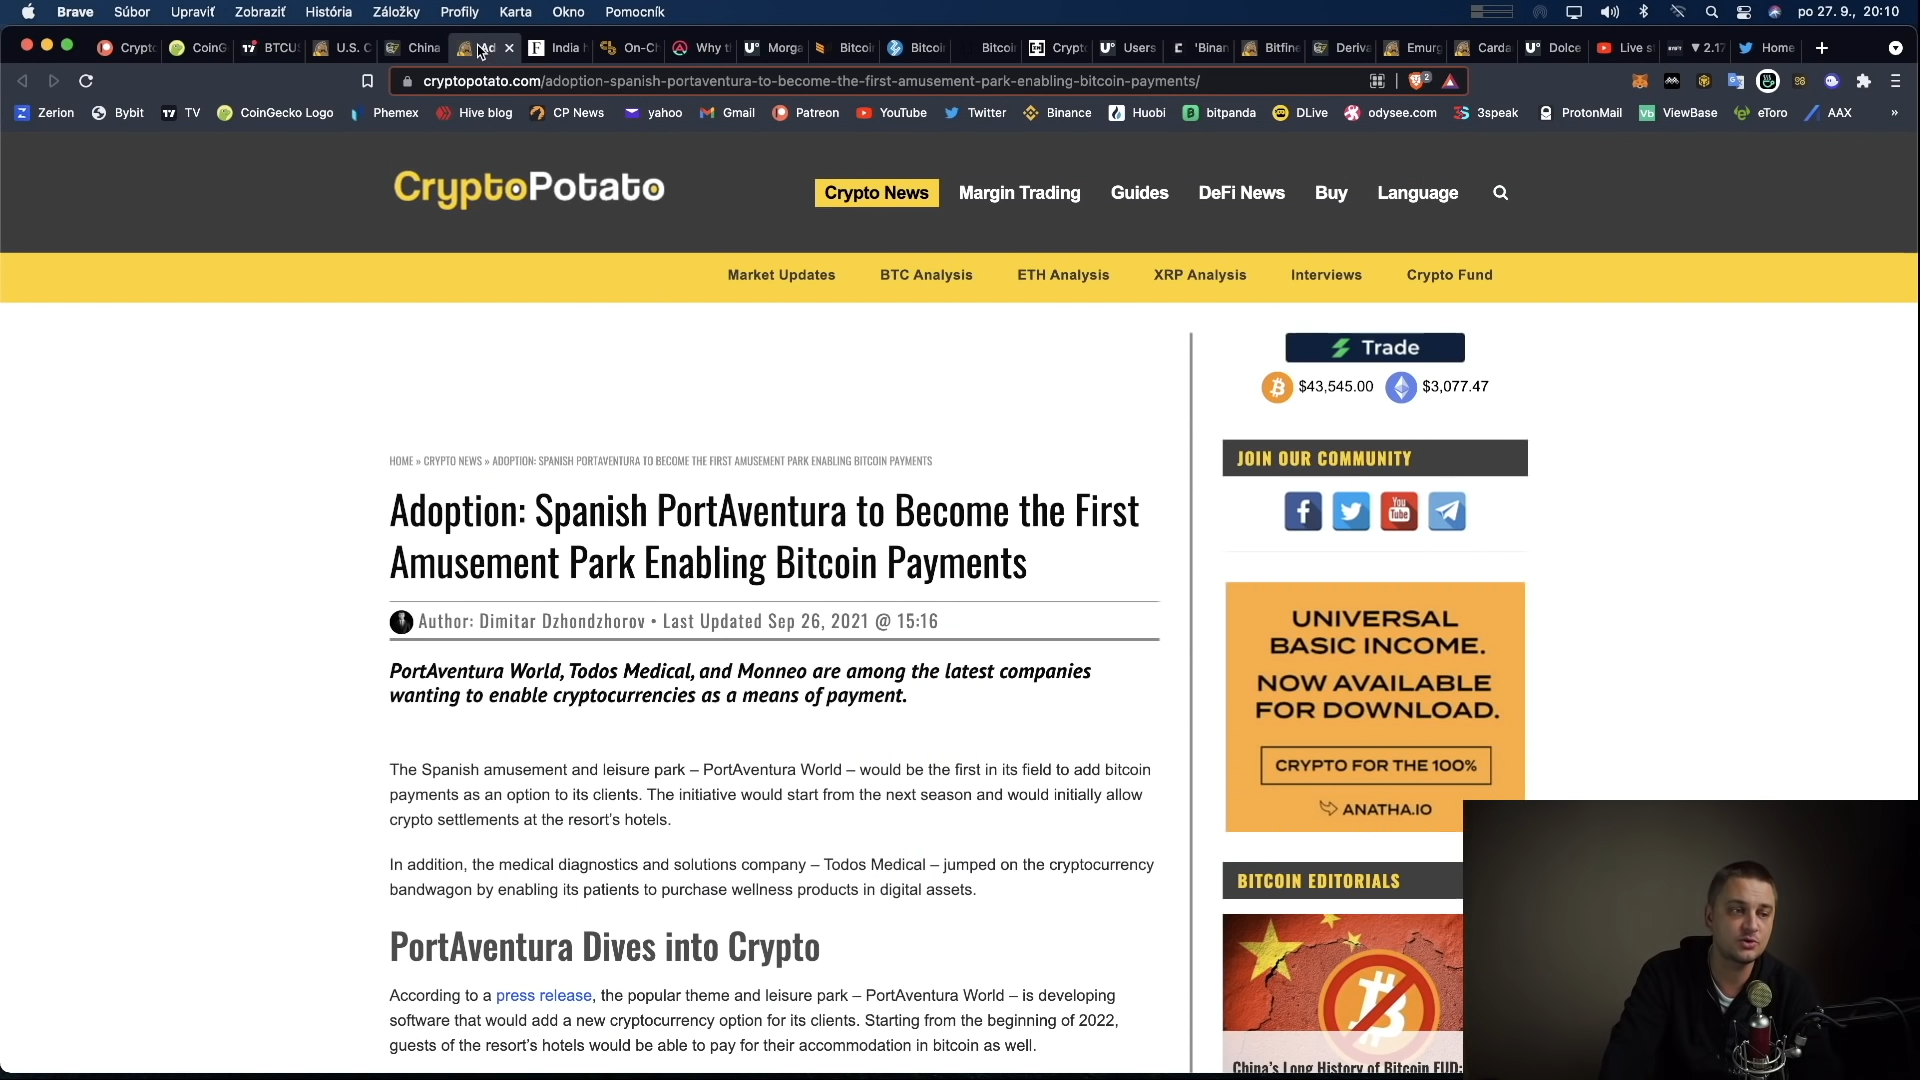 Brave Súbor Upraviť Zobraziť História Záložky Profily Karta Okno Pomocník po 27. 9., 20:10
Crypto CoinG BTCUS U.S. C China Ad India On-Ch Why t Morga Bitcoi Bitcoi Bitcoi Crypt Users 'Binan Bitfine Deriva Emurg Carda Dolce Live s ▼ 2.17 Home
cryptopotato.com/adoption-spanish-portaventura-to-become-the-first-amusement-park-enabling-bitcoin-payments/ 2
Zerion Bybit TV CoinGecko Logo Phemex Hive blog CP News yahoo Gmail Patreon YouTube Twitter Binance Huobi bitpanda DLive odysee.com 3speak ProtonMail ViewBase eToro AAX »
CryptoPotato
Crypto News Margin Trading Guides DeFi News Buy Language
Market Updates BTC Analysis ETH Analysis XRP Analysis Interviews Crypto Fund
Trade
$43,545.00 $3,077.47
HOME » CRYPTO NEWS » ADOPTION: SPANISH PORTAVENTURA TO BECOME THE FIRST AMUSEMENT PARK ENABLING BITCOIN PAYMENTS
Adoption: Spanish PortAventura to Become the First
Amusement Park Enabling Bitcoin Payments
Author: Dimitar Dzhondzhorov • Last Updated Sep 26, 2021 @ 15:16
PortAventura World, Todos Medical, and Monneo are among the latest companies
wanting to enable cryptocurrencies as a means of payment.
The Spanish amusement and leisure park – PortAventura World – would be the first in its field to add bitcoin
payments as an option to its clients. The initiative would start from the next season and would initially allow
crypto settlements at the resort's hotels.
In addition, the medical diagnostics and solutions company – Todos Medical – jumped on the cryptocurrency
bandwagon by enabling its patients to purchase wellness products in digital assets.
PortAventura Dives into Crypto
According to a press release, the popular theme and leisure park – PortAventura World – is developing
software that would add a new cryptocurrency option for its clients. Starting from the beginning of 2022,
guests of the resort's hotels would be able to pay for their accommodation in bitcoin as well.
JOIN OUR COMMUNITY
You
Tube
UNIVERSAL
BASIC INCOME.
NOW AVAILABLE
FOR DOWNLOAD.
CRYPTO FOR THE 100%
ANATHA.IO
BITCOIN EDITORIALS
China's Long History of Bitcoin FUD: